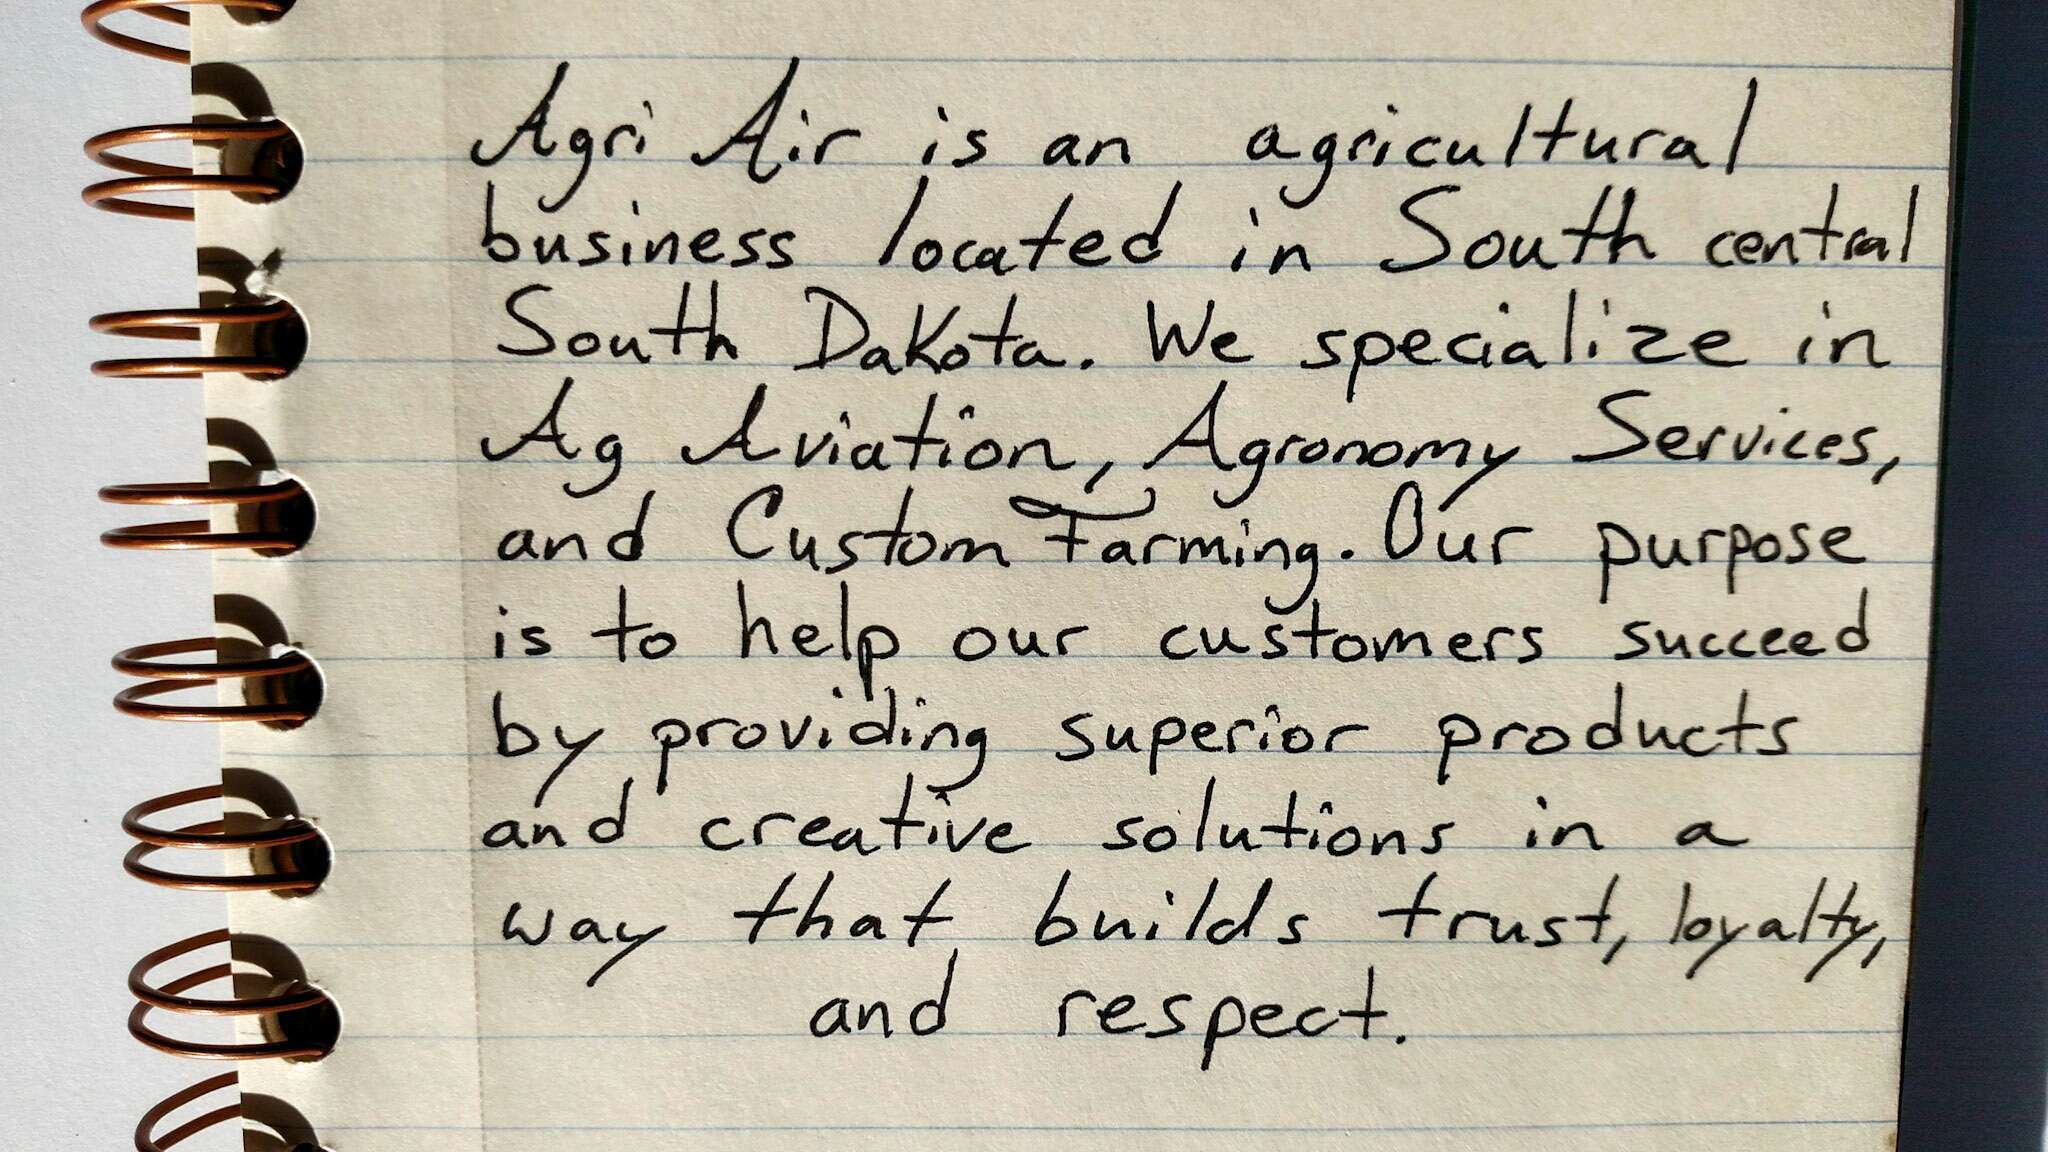 Agri Air is an agricultural
business located in South central
South Dakota. We specialize in
Ag Aviation, Agronomy Services,
and Custom Farming. Our purpose
is to help our customers succeed
by providing superior products
and creative solutions in a
way that builds trust, loyalty,
and respect.